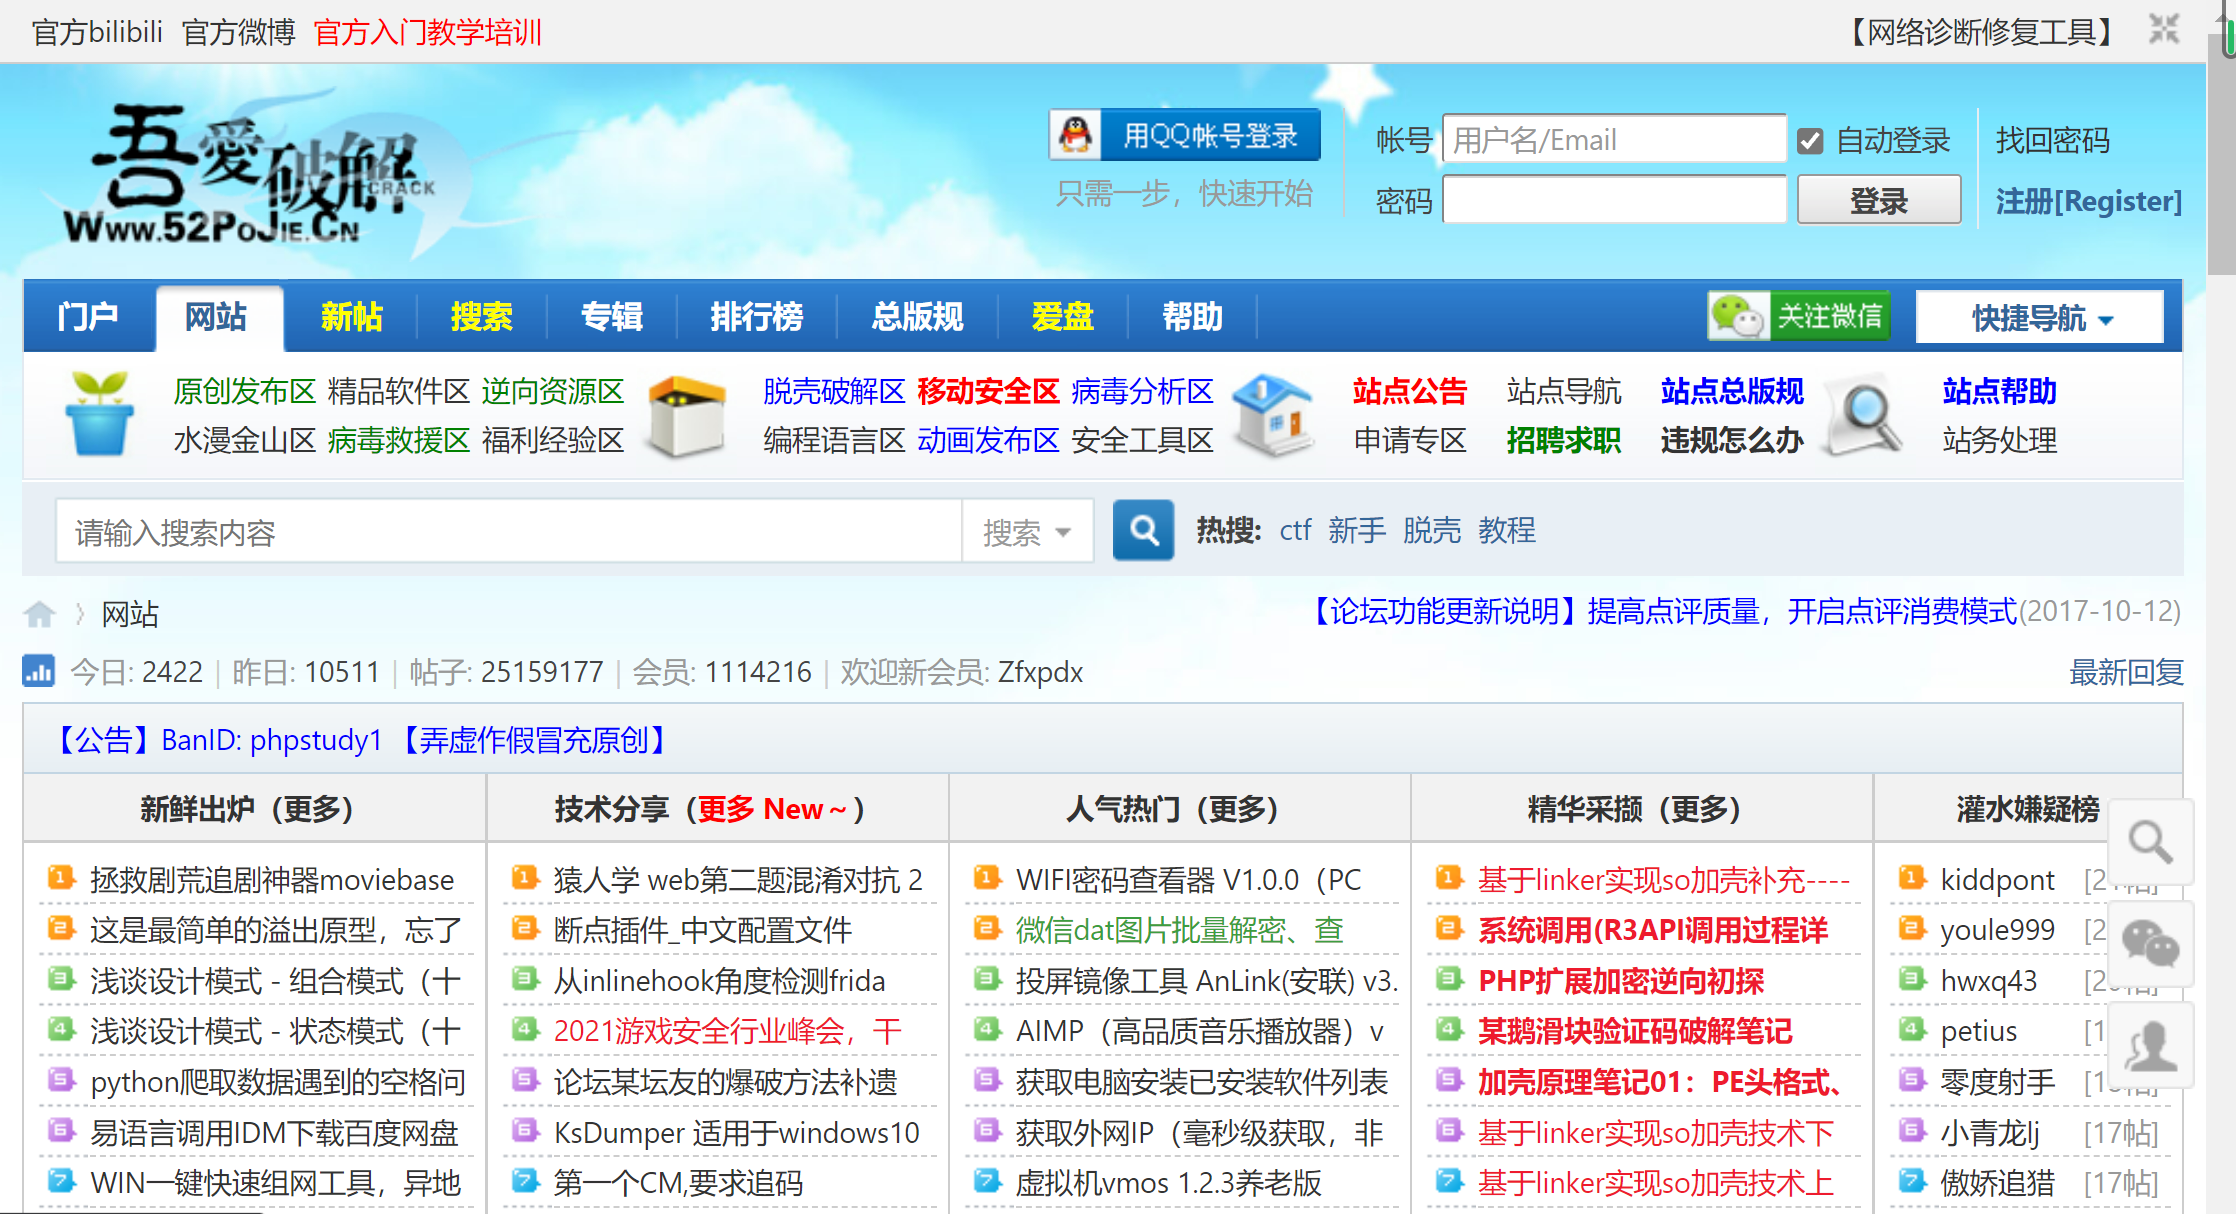 官方bilibili 官方微博 官方入门教学培训 【网络诊断修复工具】
吾爱破解
CRACK
Www.52PoJie.Cn
用QQ帐号登录
只需一步，快速开始
帐号 用户名/Email 自动登录 找回密码
密码 登录 注册[Register]
门户 网站 新帖 搜索 专辑 排行榜 总版规 爱盘 帮助 关注微信 快捷导航
原创发布区 精品软件区 逆向资源区 脱壳破解区 移动安全区 病毒分析区 站点公告 站点导航 站点总版规 站点帮助
水漫金山区 病毒救援区 福利经验区 编程语言区 动画发布区 安全工具区 申请专区 招聘求职 违规怎么办 站务处理
请输入搜索内容 搜索 热搜: ctf 新手 脱壳 教程
网站 【论坛功能更新说明】提高点评质量，开启点评消费模式(2017-10-12)
今日: 2422 | 昨日: 10511 | 帖子: 25159177 | 会员: 1114216 | 欢迎新会员: Zfxpdx 最新回复
【公告】BanID: phpstudy1 【弄虚作假冒充原创】
新鲜出炉（更多） 技术分享（更多 New～） 人气热门（更多） 精华采撷（更多） 灌水嫌疑榜
1 拯救剧荒追剧神器moviebase 1 猿人学 web第二题混淆对抗 2 1 WIFI密码查看器 V1.0.0（PC 1 基于linker实现so加壳补充---- 1 kiddpont
2 这是最简单的溢出原型，忘了 2 断点插件_中文配置文件 2 微信dat图片批量解密、查 2 系统调用(R3API调用过程详 2 youle999
3 浅谈设计模式 - 组合模式（十 3 从inlinehook角度检测frida 3 投屏镜像工具 AnLink(安联) v3. 3 PHP扩展加密逆向初探 3 hwxq43
4 浅谈设计模式 - 状态模式（十 4 2021游戏安全行业峰会，干 4 AIMP（高品质音乐播放器）v 4 某鹅滑块验证码破解笔记 4 petius
5 python爬取数据遇到的空格问 5 论坛某坛友的爆破方法补遗 5 获取电脑安装已安装软件列表 5 加壳原理笔记01：PE头格式、 5 零度射手
6 易语言调用IDM下载百度网盘 6 KsDumper 适用于windows10 6 获取外网IP（毫秒级获取，非 6 基于linker实现so加壳技术下 6 小青龙lj [17帖]
7 WIN一键快速组网工具，异地 7 第一个CM,要求追码 7 虚拟机vmos 1.2.3养老版 7 基于linker实现so加壳技术上 7 傲娇追猎 [17帖]